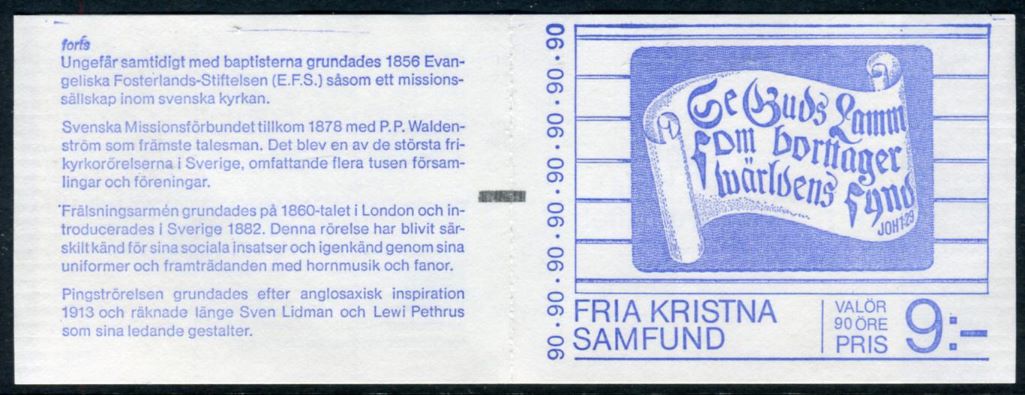 forts
Ungefär samtidigt med baptisterna grundades 1856 Evan-
geliska Fosterlands-Stiftelsen (E.F.S.) såsom ett missions-
sällskap inom svenska kyrkan.
Svenska Missionsförbundet tillkom 1878 med P.P. Walden-
ström som främste talesman. Det blev en av de största fri-
kyrkorörelserna i Sverige, omfattande flera tusen försam-
lingar och föreningar.
Frälsningsarmén grundades på 1860-talet i London och in-
troducerades i Sverige 1882. Denna rörelse har blivit sär-
skilt känd för sina sociala insatser och igenkänd genom sina
uniformer och framträdanden med hornmusik och fanor.
Pingströrelsen grundades efter anglosaxisk inspiration
1913 och räknade länge Sven Lidman och Lewi Pethrus
som sina ledande gestalter.
90·90·90·90·90·90·90·90
Se Guds Lamm
som borttager
världens synd
JOH 1:29
FRIA KRISTNA
SAMFUND
VALÖR
90 ÖRE
PRIS
9:-